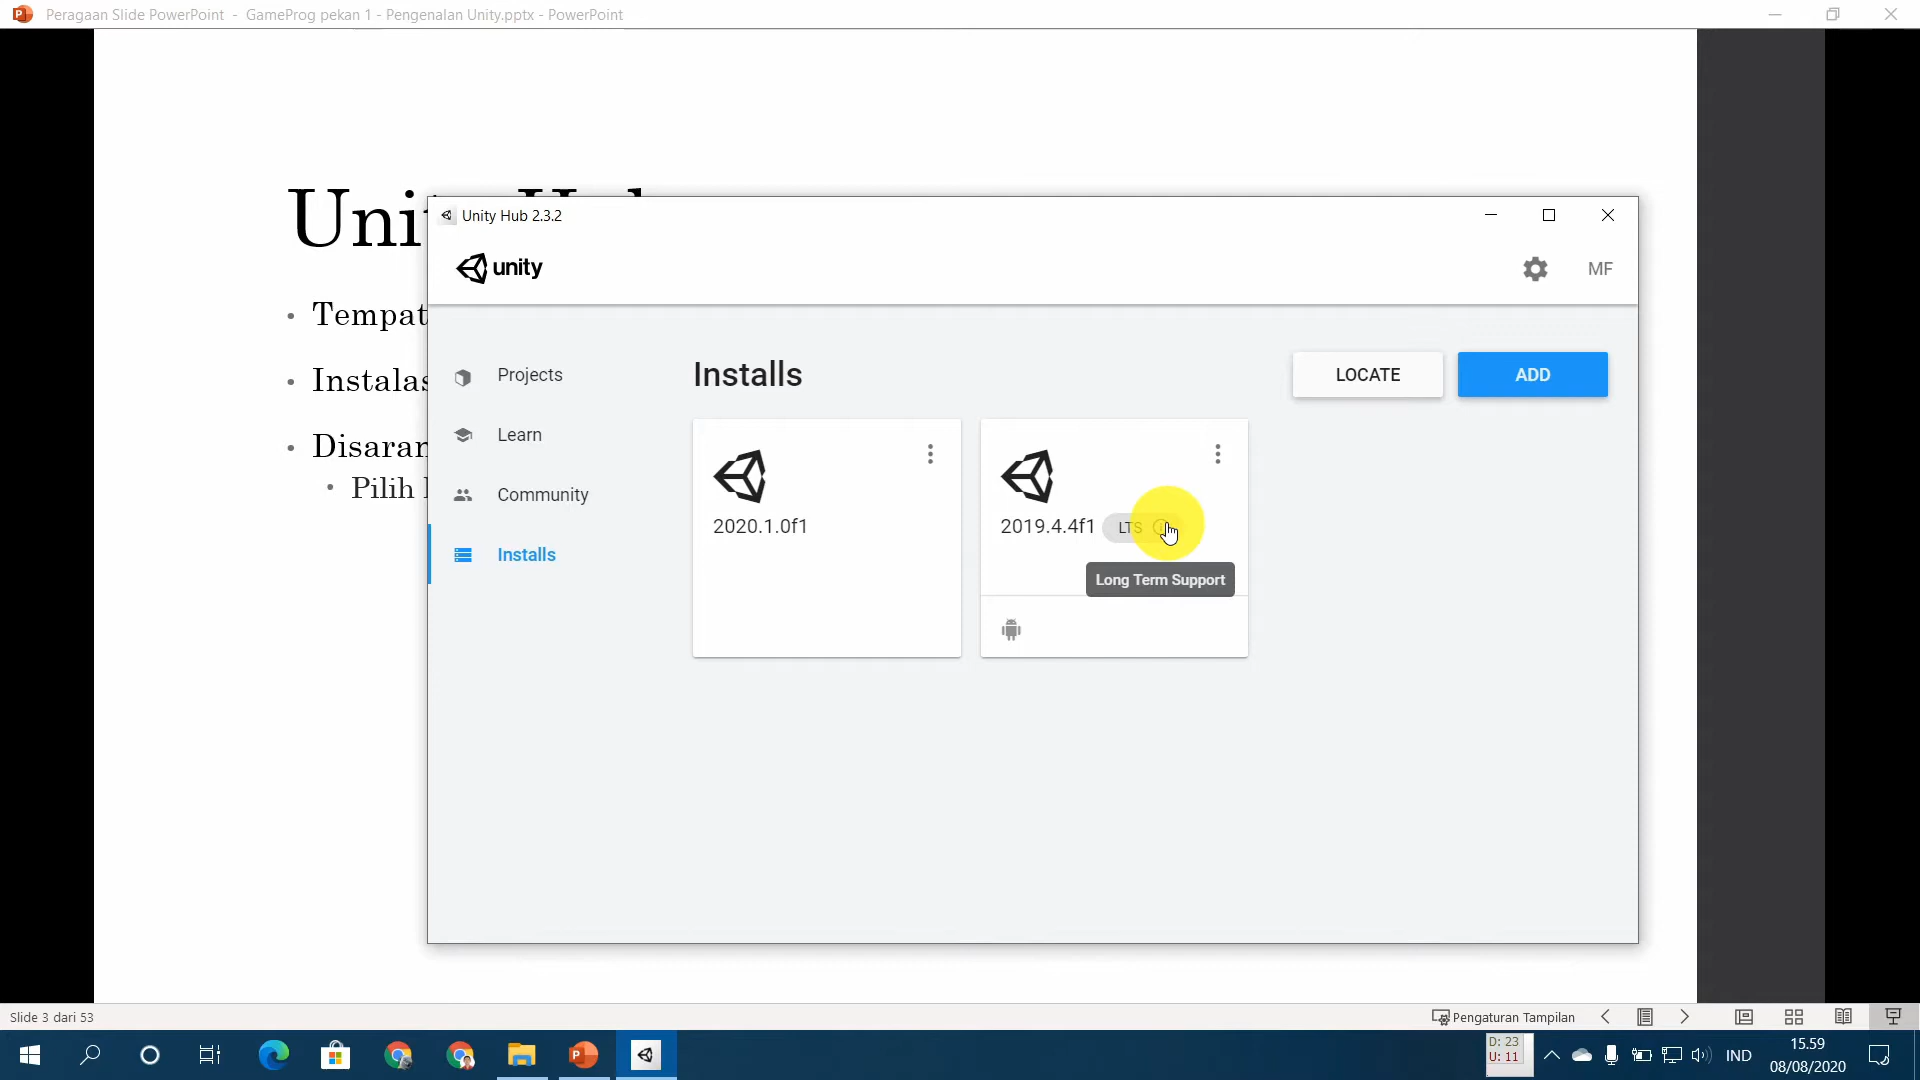 Peragaan Slide PowerPoint - GameProg pekan 1 - Pengenalan Unity.pptx - PowerPoint
Unity Hub 2.3.2
unity
MF
Tempat
Instalas
Pilih
Projects
Learn
Community
Installs
Installs
LOCATE
ADD
2020.1.0f1
2019.4.4f1 LTS
Long Term Support
Slide 3 dari 53
Pengaturan Tampilan
D: 23
U: 11
IND
15.59
08/08/2020